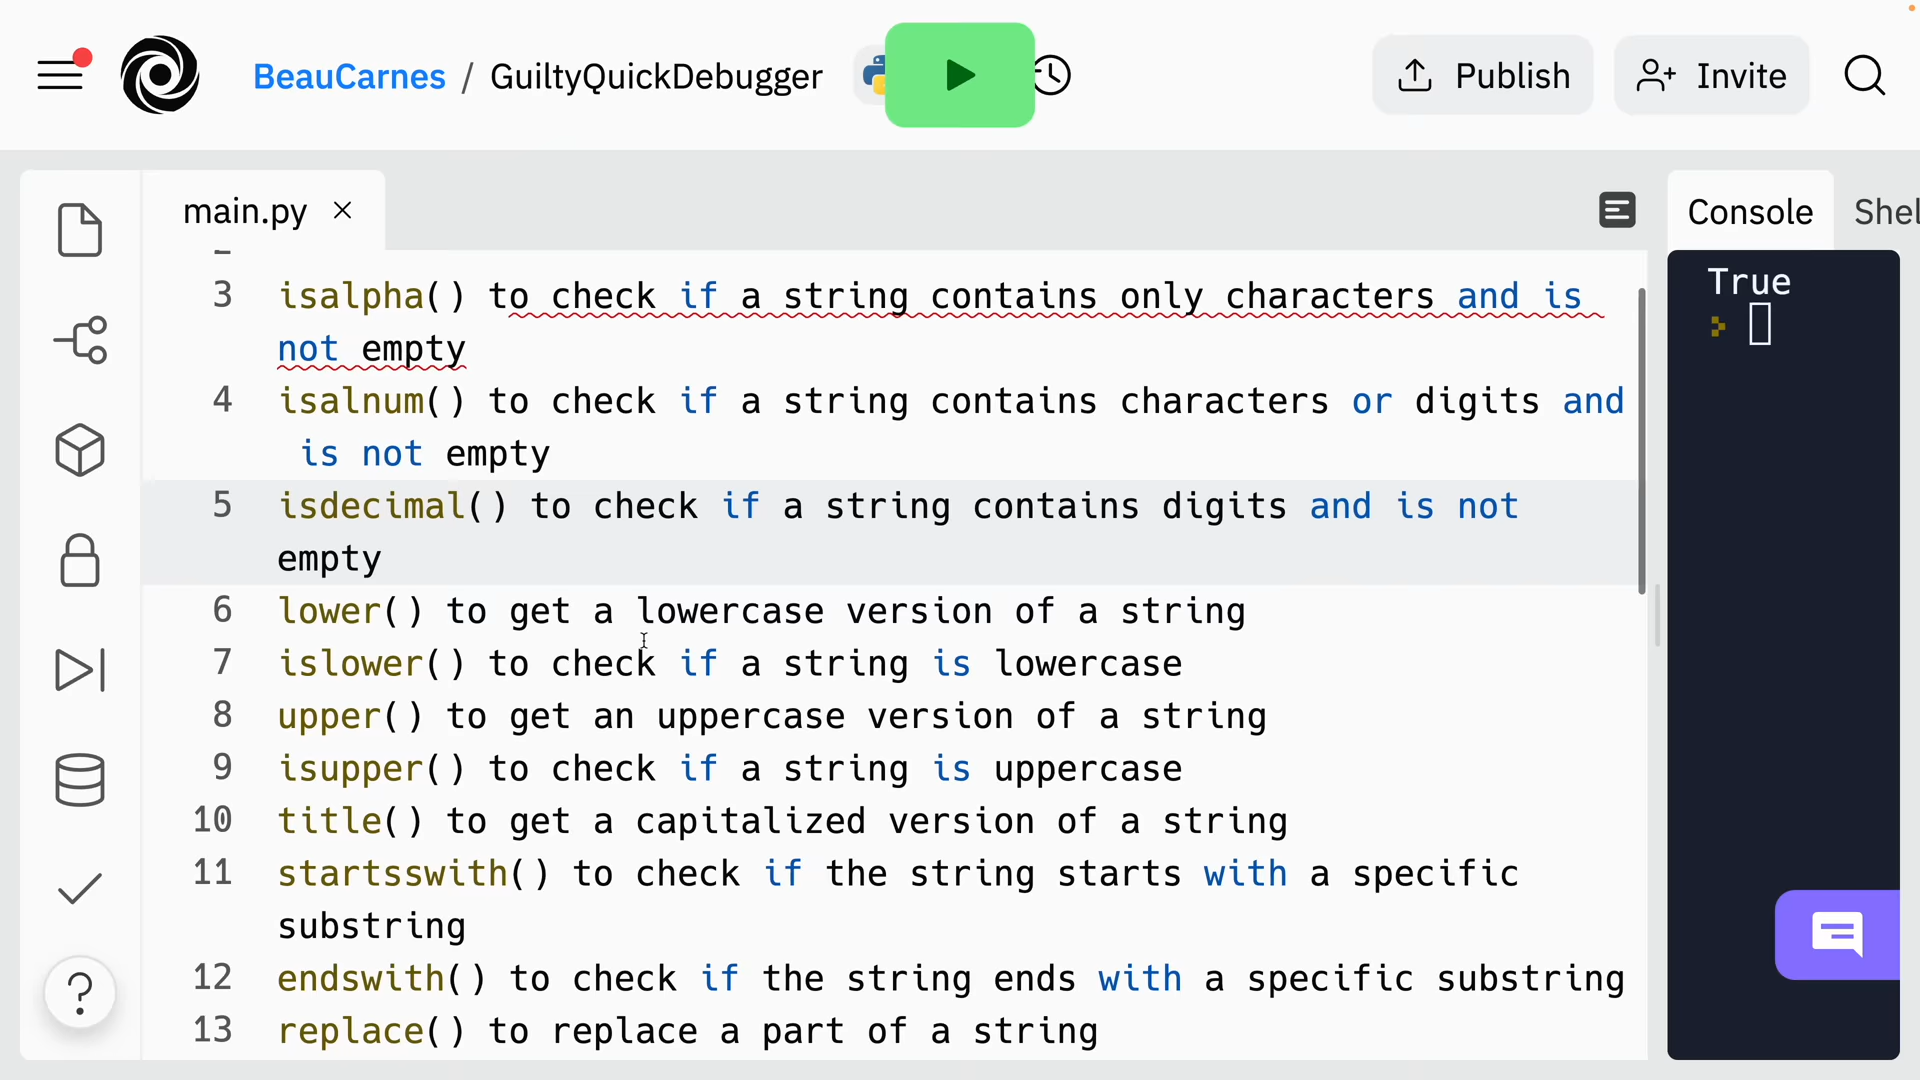 BeauCarnes / GuiltyQuickDebugger
Publish
Invite
main.py
Console
Shel
3 isalpha() to check if a string contains only characters and is
not empty
4 isalnum() to check if a string contains characters or digits and
is not empty
5 isdecimal() to check if a string contains digits and is not
empty
6 lower() to get a lowercase version of a string
7 islower() to check if a string is lowercase
8 upper() to get an uppercase version of a string
9 isupper() to check if a string is uppercase
10 title() to get a capitalized version of a string
11 startsswith() to check if the string starts with a specific
substring
12 endswith() to check if the string ends with a specific substring
13 replace() to replace a part of a string
True
?